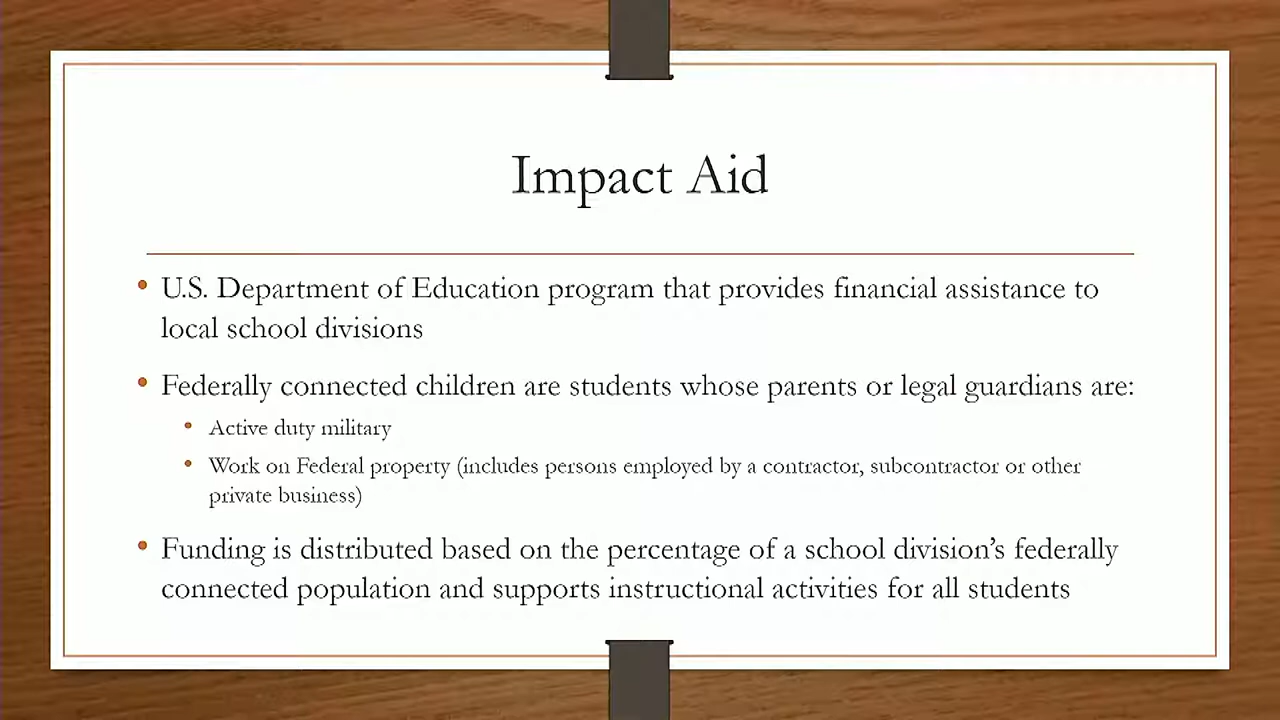 Impact Aid
• U.S. Department of Education program that provides financial assistance to
local school divisions
• Federally connected children are students whose parents or legal guardians are:
• Active duty military
• Work on Federal property (includes persons employed by a contractor, subcontractor or other
private business)
• Funding is distributed based on the percentage of a school division’s federally
connected population and supports instructional activities for all students